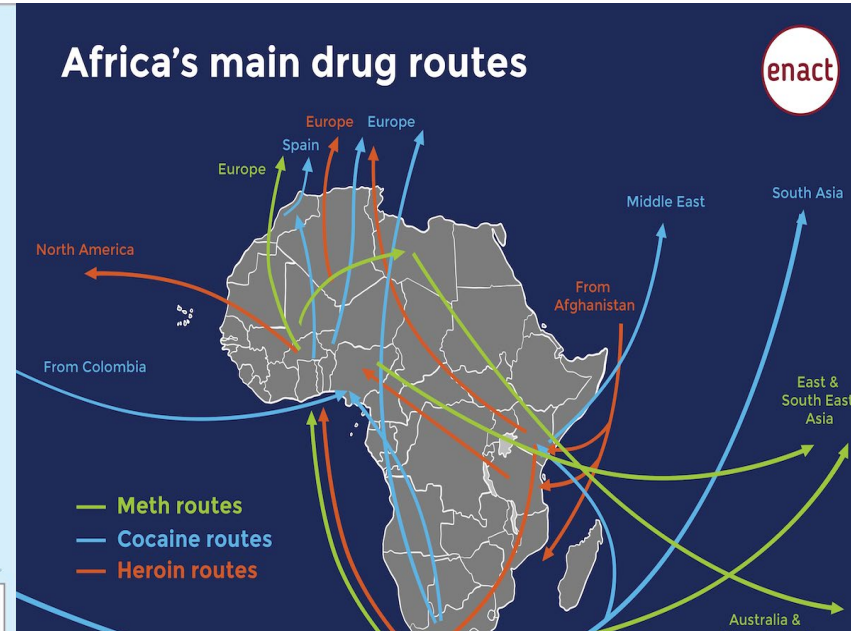 Africa's main drug routes
enact
Europe
Europe
Spain
Europe
Middle East
South Asia
North America
From
Afghanistan
From Colombia
East &
South East
Asia
Meth routes
Cocaine routes
Heroin routes
Australia &